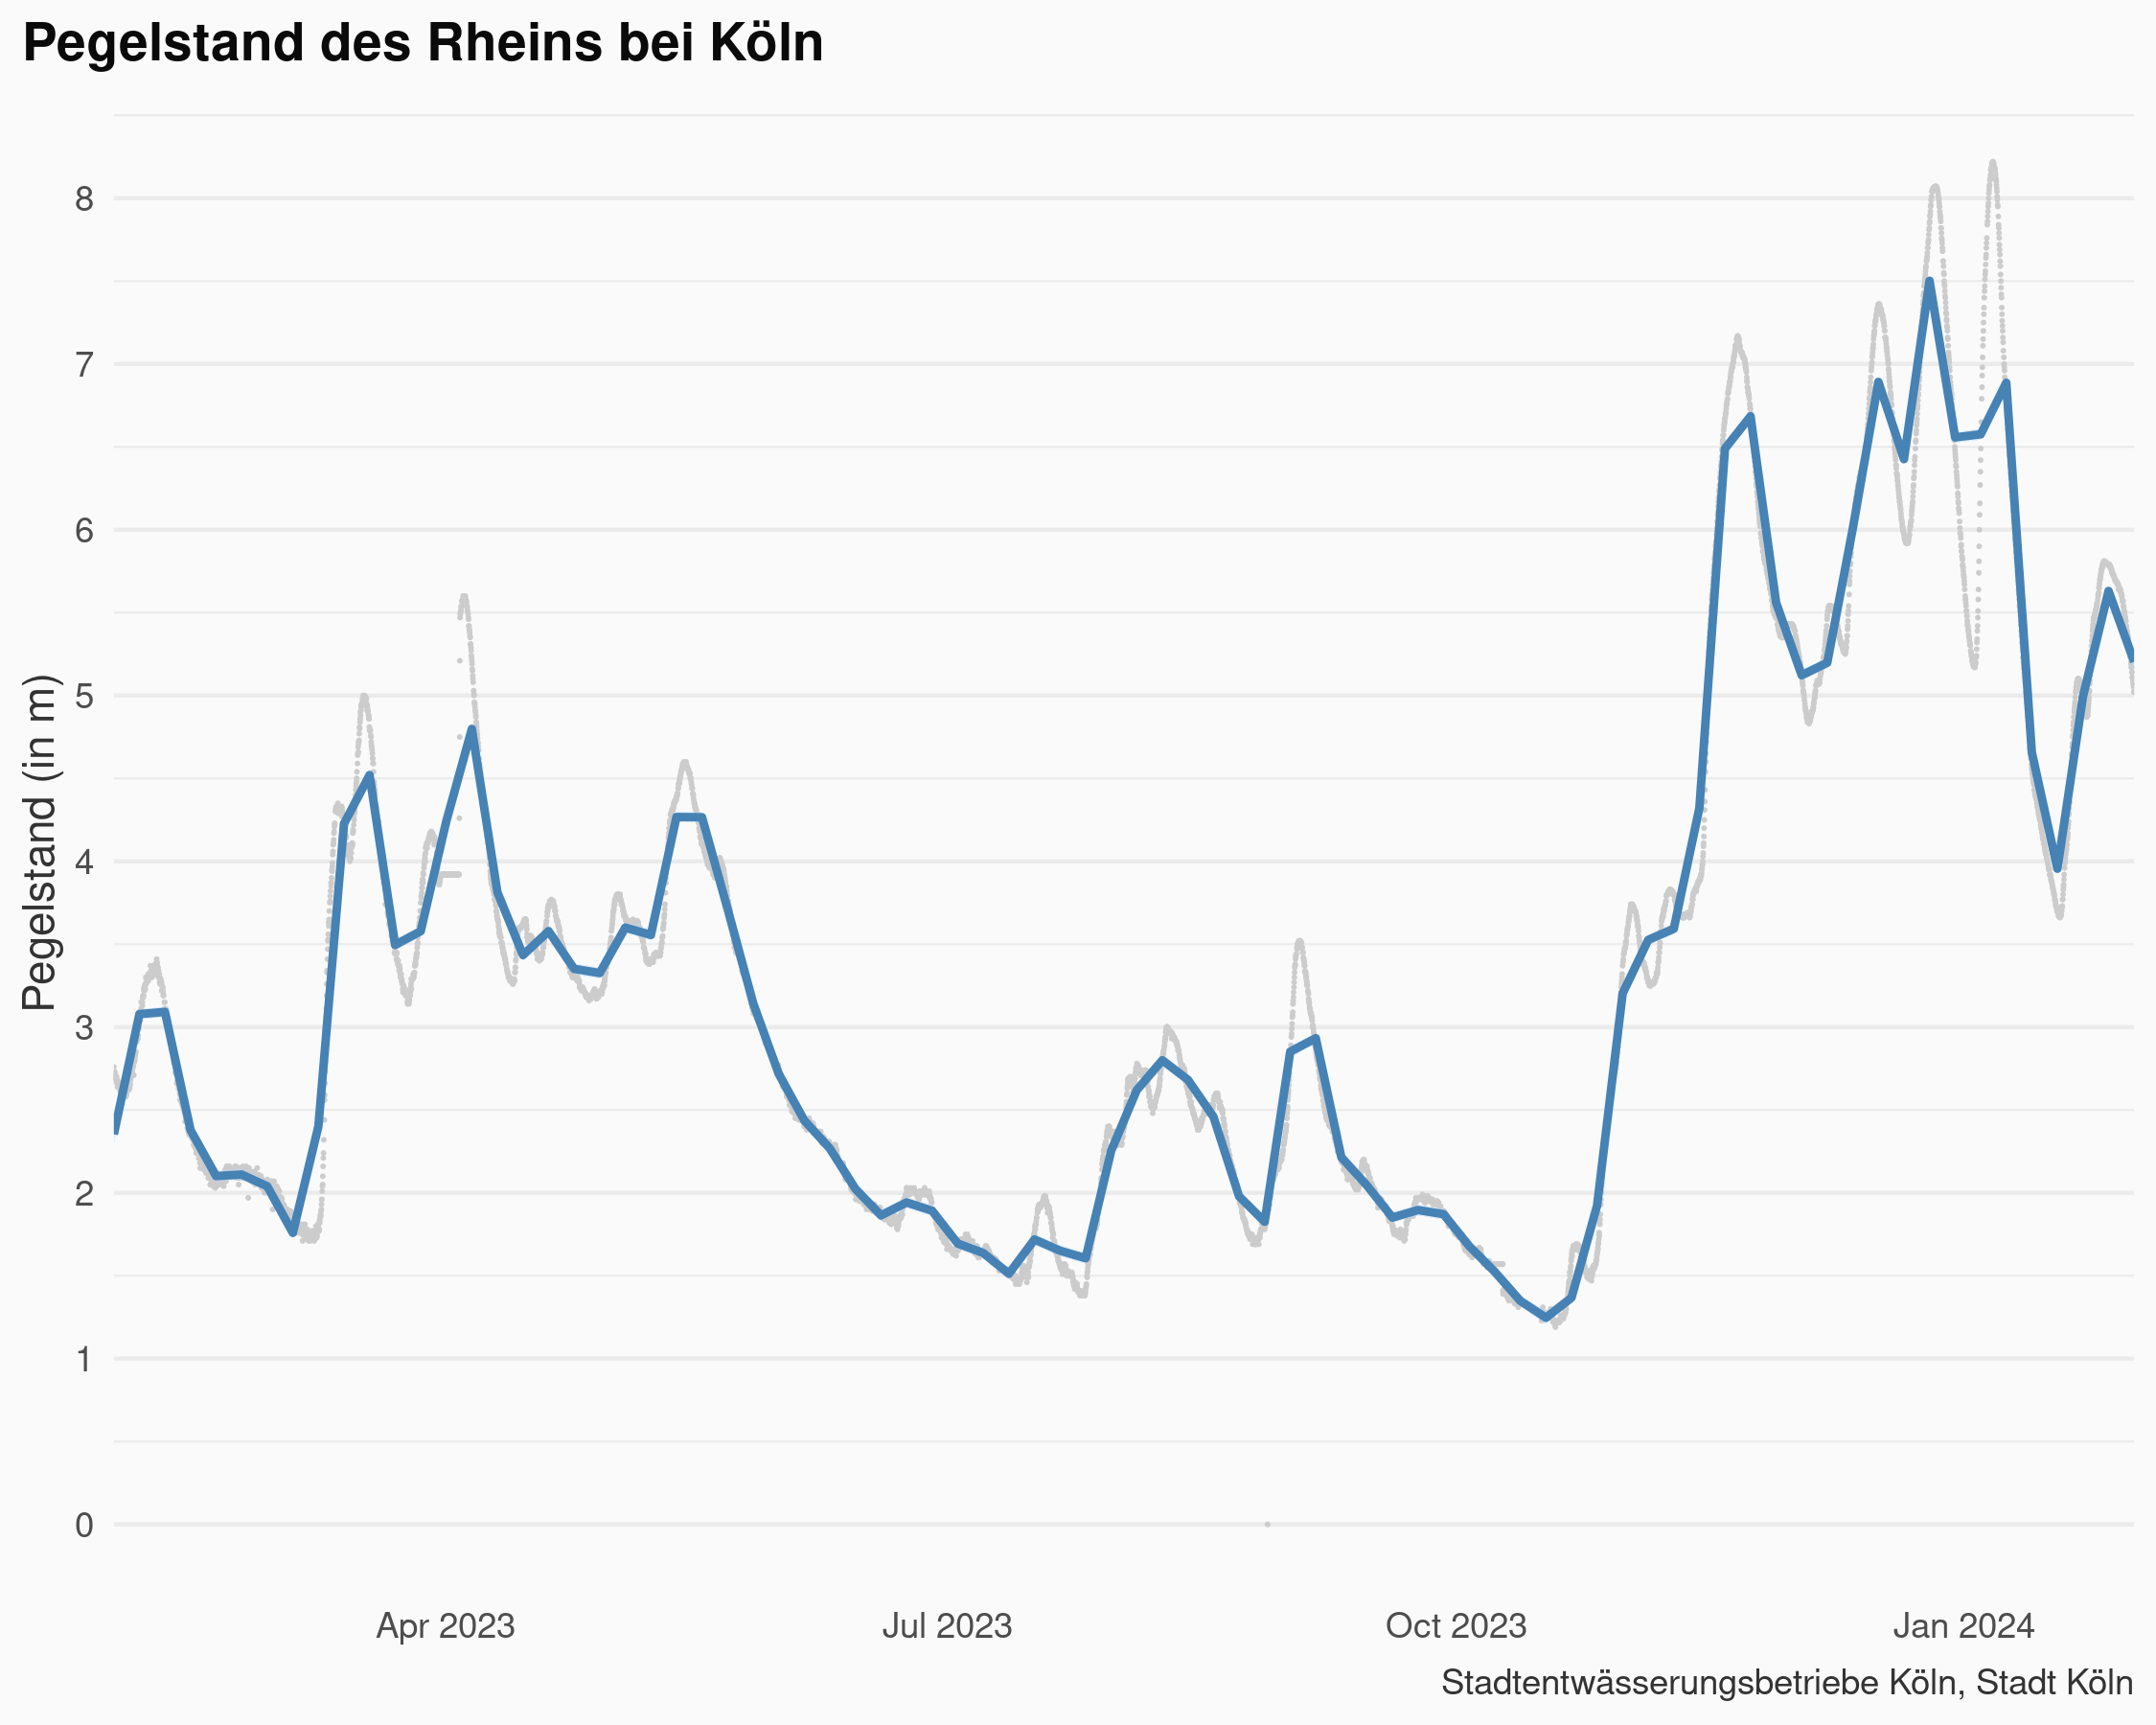 Pegelstand des Rheins bei Köln
Pegelstand (in m)
8
7
6
5
4
3
2
1
0
Apr 2023
Jul 2023
Oct 2023
Jan 2024
Stadtentwässerungsbetriebe Köln, Stadt Köln